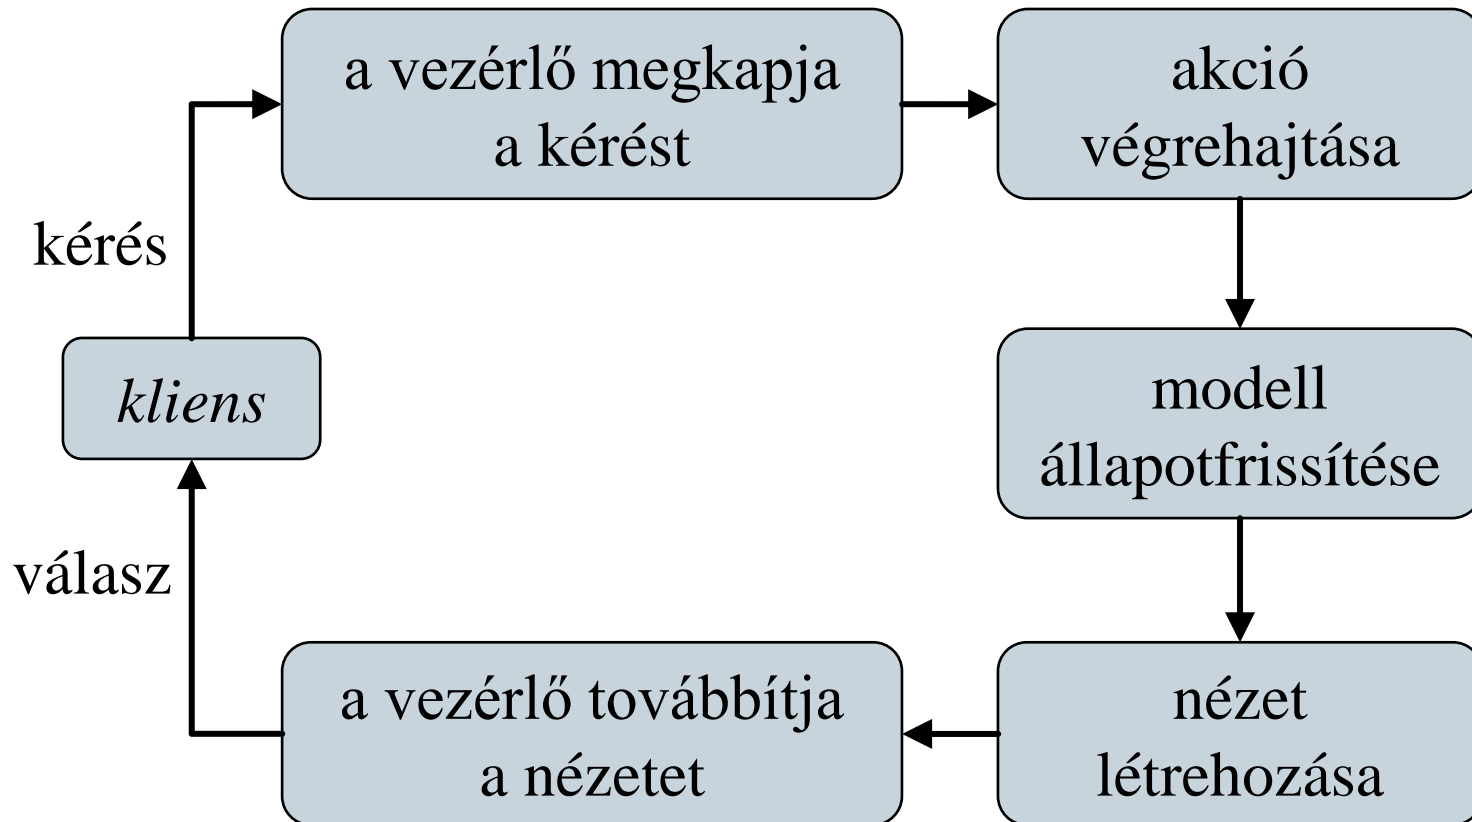 a vezérlő megkapja
a kérést
akció
végrehajtása
kérés
kliens
modell
állapotfrissítése
válasz
a vezérlő továbbítja
a nézetet
nézet
létrehozása